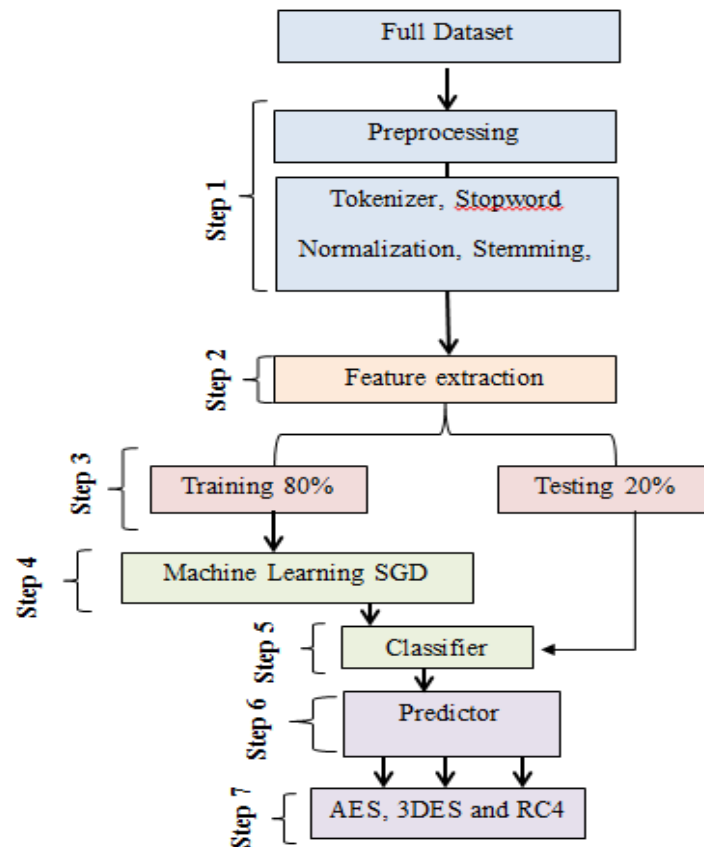 Full Dataset
Step 1
Preprocessing
Tokenizer, Stopword
Normalization, Stemming,
Step 2
Feature extraction
Step 3
Training 80%
Testing 20%
Step 4
Machine Learning SGD
Step 5
Classifier
Step 6
Predictor
Step 7
AES, 3DES and RC4